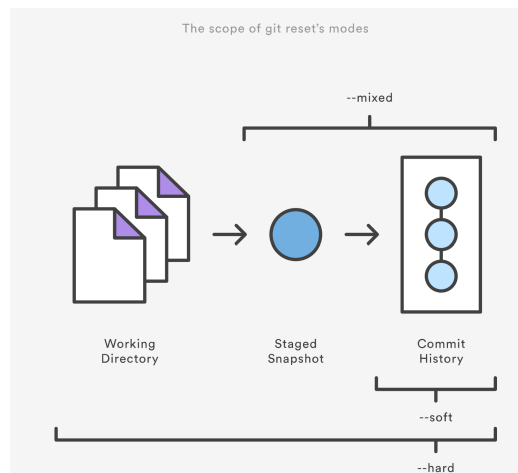 The scope of git reset's modes
--mixed
Working
Directory
Staged
Snapshot
Commit
History
--soft
--hard